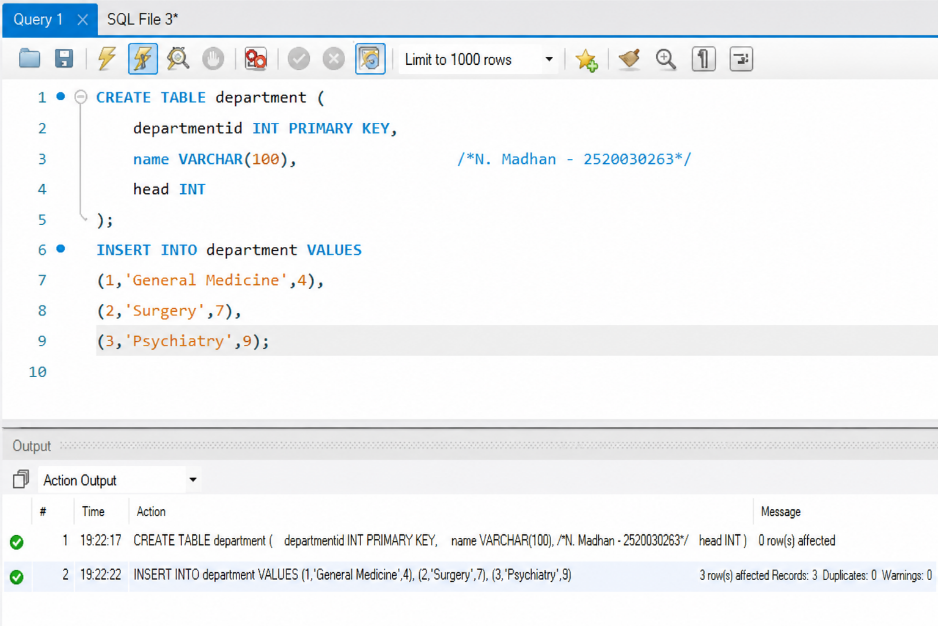 Query 1 SQL File 3*
Limit to 1000 rows
1 CREATE TABLE department (
2 departmentid INT PRIMARY KEY,
3 name VARCHAR(100), /*N. Madhan - 2520030263*/
4 head INT
5 );
6 INSERT INTO department VALUES
7 (1,'General Medicine',4),
8 (2,'Surgery',7),
9 (3,'Psychiatry',9);
10
Output
Action Output
# Time Action Message
1 19:22:17 CREATE TABLE department ( departmentid INT PRIMARY KEY, name VARCHAR(100), /*N. Madhan - 2520030263*/ head INT ) 0 row(s) affected
2 19:22:22 INSERT INTO department VALUES (1,'General Medicine',4), (2,'Surgery',7), (3,'Psychiatry',9) 3 row(s) affected Records: 3 Duplicates: 0 Warnings: 0